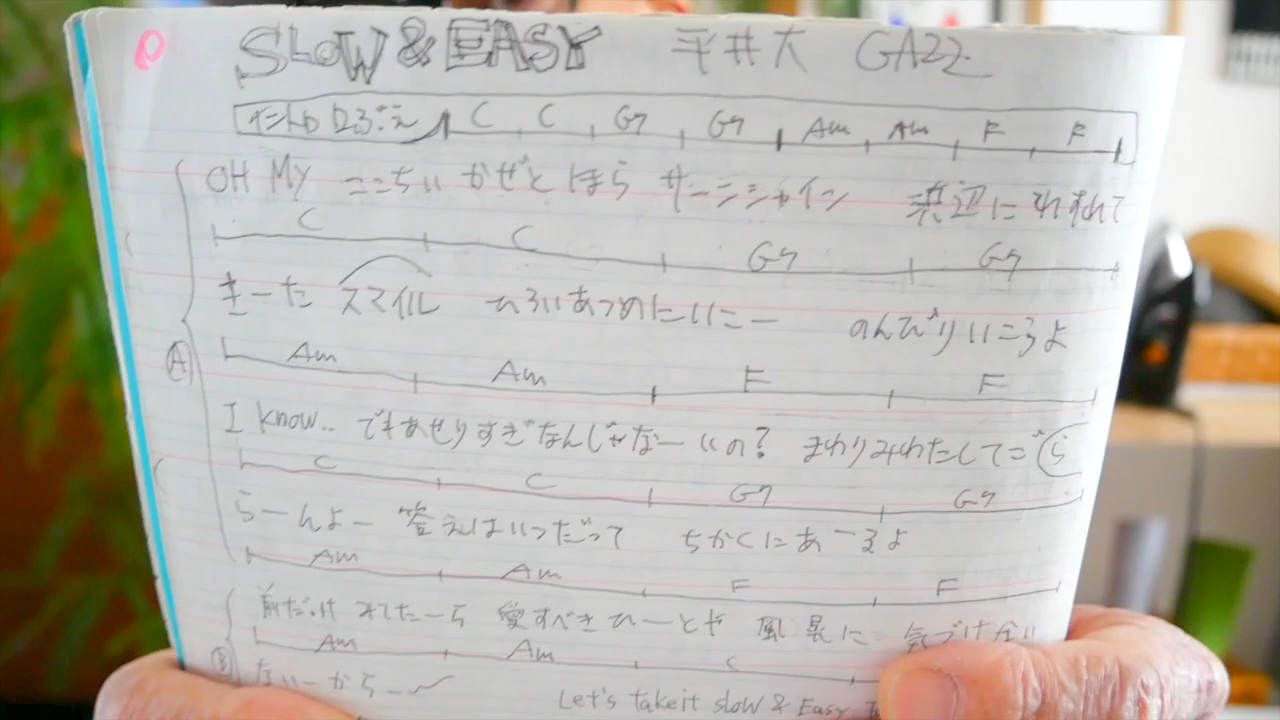 SLOW & EASY 平井大 GAZZ
イントロ 口ぶえ C C G7 G7 Am Am F F
OH MY ここちいい かぜと ほら サーンシャイン 浜辺にわすれて
C C G7 G7
きーた スマイル ひろいあつめにいこー のんびりいこうよ
Ⓐ
Am Am F F
I know.. でもあせりすぎなんじゃなーいの? まわりみわたしてごら
C C G7 G7
らーんよー 答えはいつだって ちかくにあーるよ
Am Am F F
前だけ みてたーら 愛すべきひーとや 風景に 気づけない
Am Am C
Ⓑ
ないーからー
Let's take it slow & Easy